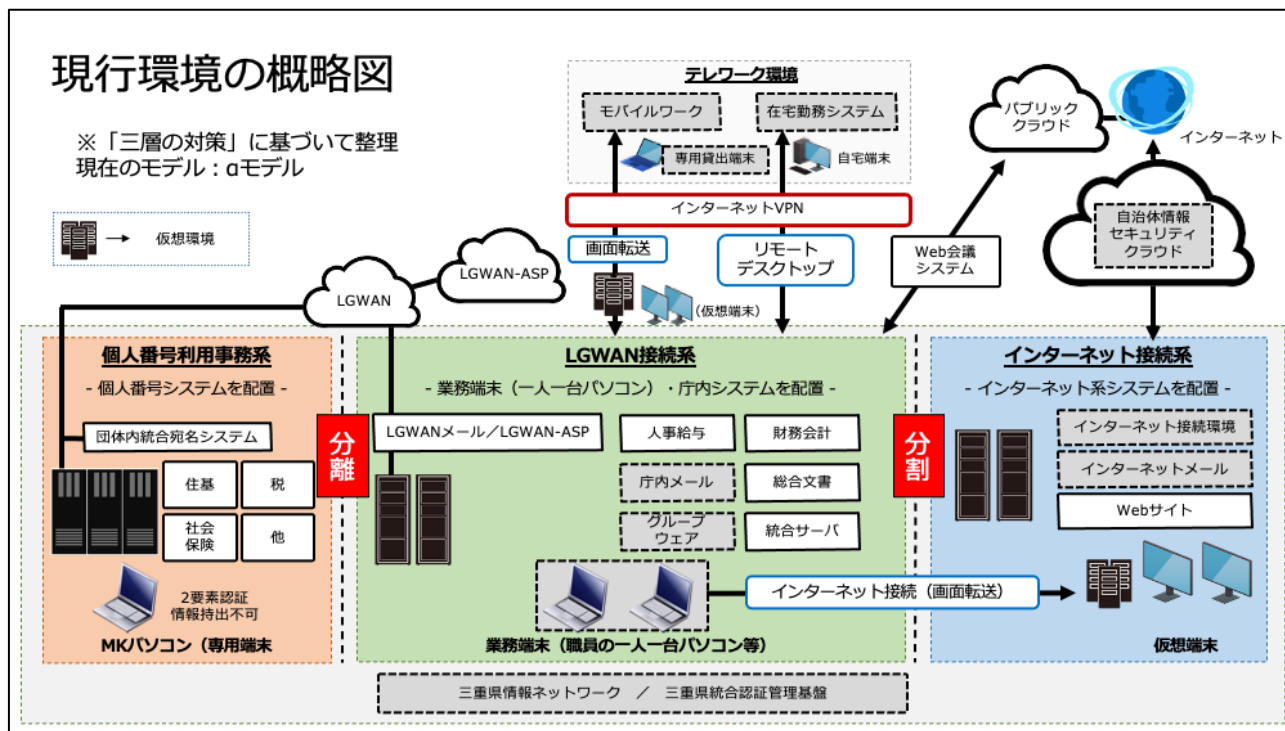 現行環境の概略図
※「三層の対策」に基づいて整理
現在のモデル：αモデル
仮想環境
テレワーク環境
モバイルワーク
在宅勤務システム
専用貸出端末
自宅端末
インターネットVPN
画面転送
リモート
デスクトップ
(仮想端末)
Web会議
システム
パブリック
クラウド
インターネット
自治体情報
セキュリティ
クラウド
LGWAN-ASP
LGWAN
個人番号利用事務系
- 個人番号システムを配置 -
団体内統合宛名システム
住基
税
社会
保険
他
2要素認証
情報持出不可
MKパソコン（専用端末
分離
LGWAN接続系
- 業務端末（一人一台パソコン）・庁内システムを配置 -
LGWANメール／LGWAN-ASP
人事給与
財務会計
庁内メール
総合文書
グループ
ウェア
統合サーバ
業務端末（職員の一人一台パソコン等）
分割
インターネット接続（画面転送）
インターネット接続系
- インターネット系システムを配置 -
インターネット接続環境
インターネットメール
Webサイト
仮想端末
三重県情報ネットワーク　／　三重県統合認証管理基盤